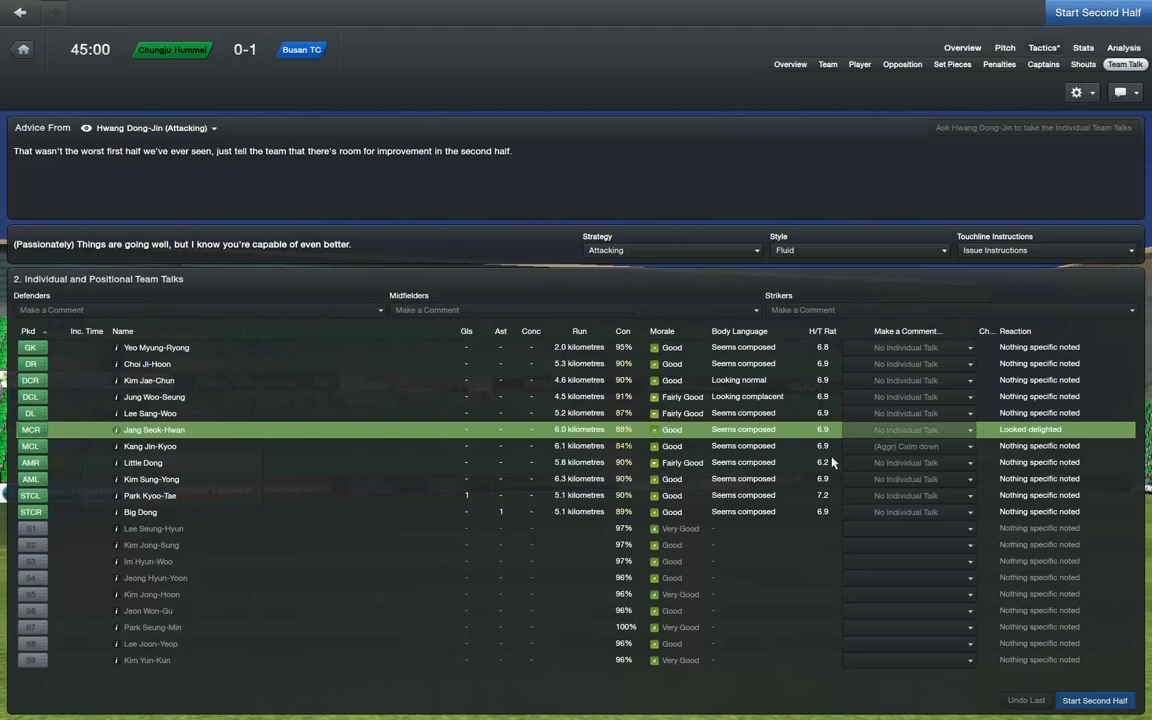 Start Second Half
45:00 Chungju Hummel 0-1 Busan TC
Overview Pitch Tactics* Stats Analysis
Overview Team Player Opposition Set Pieces Penalties Captains Shouts Team Talk
Advice From Hwang Dong-Jin (Attacking) Ask Hwang Dong-Jin to take the Individual Team Talks
That wasn't the worst first half we've ever seen, just tell the team that there's room for improvement in the second half.
Strategy Style Touchline Instructions
(Passionately) Things are going well, but I know you're capable of even better. Attacking Fluid Issue Instructions
2. Individual and Positional Team Talks
Defenders Midfielders Strikers
Make a Comment Make a Comment Make a Comment
Pkd Inc. Time Name Gls Ast Conc Run Con Morale Body Language H/T Rat Make a Comment... Ch... Reaction
GK i Yeo Myung-Ryong - - - 2.0 kilometres 95% Good Seems composed 6.8 No Individual Talk Nothing specific noted
DR i Choi Ji-Hoon - - - 5.3 kilometres 90% Good Seems composed 6.9 No Individual Talk Nothing specific noted
DCR i Kim Jae-Chun - - - 4.6 kilometres 90% Good Looking normal 6.9 No Individual Talk Nothing specific noted
DCL i Jung Woo-Seung - - - 4.5 kilometres 91% Fairly Good Looking complacent 6.9 No Individual Talk Nothing specific noted
DL i Lee Sang-Woo - - - 5.2 kilometres 87% Fairly Good Seems composed 6.9 No Individual Talk Nothing specific noted
MCR i Jang Seok-Hwan - - - 6.0 kilometres 88% Good Seems composed 6.9 No Individual Talk - Looked delighted
MCL i Kang Jin-Kyoo - - - 6.1 kilometres 84% Good Seems composed 6.9 (Aggr) Calm down Nothing specific noted
AMR i Little Dong - - - 5.8 kilometres 90% Fairly Good Seems composed 6.2 No Individual Talk Nothing specific noted
AML i Kim Sung-Yong - - - 6.3 kilometres 90% Good Seems composed 6.9 No Individual Talk Nothing specific noted
STCL i Park Kyoo-Tae 1 - - 5.1 kilometres 90% Good Seems composed 7.2 No Individual Talk Nothing specific noted
STCR i Big Dong - 1 - 5.1 kilometres 89% Good Seems composed 6.9 No Individual Talk Nothing specific noted
S1 i Lee Seung-Hyun - - - 97% Very Good - Nothing specific noted
S2 i Kim Jong-Sung - - - 97% Good - Nothing specific noted
S3 i Im Hyun-Woo - - - 97% Good - Nothing specific noted
S4 i Jeong Hyun-Yoon - - - 96% Good - Nothing specific noted
S5 i Kim Jong-Hoon - - - 96% Very Good - Nothing specific noted
S6 i Jeon Won-Gu - - - 96% Good - Nothing specific noted
S7 i Park Seung-Min - - - 100% Very Good - Nothing specific noted
S8 i Lee Joon-Yeop - - - 96% Good - Nothing specific noted
S9 i Kim Yun-Kun - - - 96% Very Good - Nothing specific noted
Undo Last Start Second Half